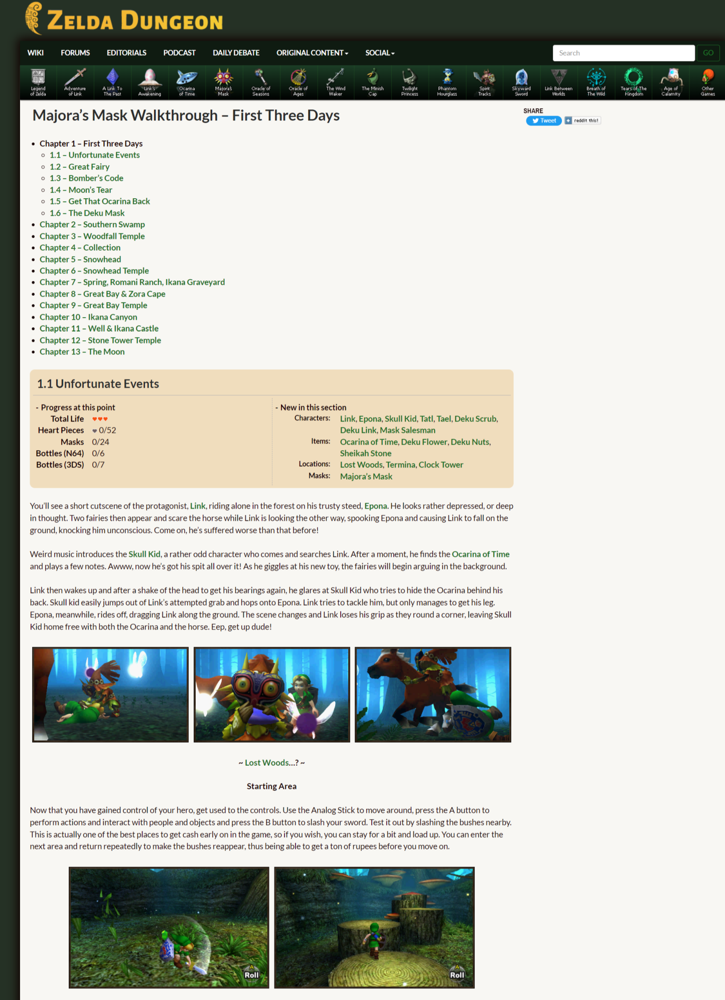 ZELDA DUNGEON
WIKI FORUMS EDITORIALS PODCAST DAILY DEBATE ORIGINAL CONTENT SOCIAL Search GO
Legend of Zelda
Adventure of Link
A Link To The Past
Link's Awakening
Ocarina of Time
Majora's Mask
Oracle of Seasons
Oracle of Ages
The Wind Waker
The Minish Cap
Twilight Princess
Phantom Hourglass
Spirit Tracks
Skyward Sword
Link Between Worlds
Breath of The Wild
Tears of The Kingdom
Age of Calamity
Other Games
Majora’s Mask Walkthrough – First Three Days
SHARE
Tweet reddit this!
Chapter 1 – First Three Days
1.1 – Unfortunate Events
1.2 – Great Fairy
1.3 – Bomber’s Code
1.4 – Moon’s Tear
1.5 – Get That Ocarina Back
1.6 – The Deku Mask
Chapter 2 – Southern Swamp
Chapter 3 – Woodfall Temple
Chapter 4 – Collection
Chapter 5 – Snowhead
Chapter 6 – Snowhead Temple
Chapter 7 – Spring, Romani Ranch, Ikana Graveyard
Chapter 8 – Great Bay & Zora Cape
Chapter 9 – Great Bay Temple
Chapter 10 – Ikana Canyon
Chapter 11 – Well & Ikana Castle
Chapter 12 – Stone Tower Temple
Chapter 13 – The Moon
1.1 Unfortunate Events
- Progress at this point
Total Life
Heart Pieces 0/52
Masks 0/24
Bottles (N64) 0/6
Bottles (3DS) 0/7
- New in this section
Characters: Link, Epona, Skull Kid, Tatl, Tael, Deku Scrub,
Deku Link, Mask Salesman
Items: Ocarina of Time, Deku Flower, Deku Nuts,
Sheikah Stone
Locations: Lost Woods, Termina, Clock Tower
Masks: Majora’s Mask
You’ll see a short cutscene of the protagonist, Link, riding alone in the forest on his trusty steed, Epona. He looks rather depressed, or deep
in thought. Two fairies then appear and scare the horse while Link is looking the other way, spooking Epona and causing Link to fall on the
ground, knocking him unconscious. Come on, he’s suffered worse than that before!
Weird music introduces the Skull Kid, a rather odd character who comes and searches Link. After a moment, he finds the Ocarina of Time
and plays a few notes. Awww, now he’s got his spit all over it! As he giggles at his new toy, the fairies will begin arguing in the background.
Link then wakes up and after a shake of the head to get his bearings again, he glares at Skull Kid who tries to hide the Ocarina behind his
back. Skull kid easily jumps out of Link’s attempted grab and hops onto Epona. Link tries to tackle him, but only manages to get his leg.
Epona, meanwhile, rides off, dragging Link along the ground. The scene changes and Link loses his grip as they round a corner, leaving Skull
Kid home free with both the Ocarina and the horse. Eep, get up dude!
~ Lost Woods…? ~
Starting Area
Now that you have gained control of your hero, get used to the controls. Use the Analog Stick to move around, press the A button to
perform actions and interact with people and objects and press the B button to slash your sword. Test it out by slashing the bushes nearby.
This is actually one of the best places to get cash early on in the game, so if you wish, you can stay for a bit and load up. You can enter the
next area and return repeatedly to make the bushes reappear, thus being able to get a ton of rupees before you move on.
A
Roll
A
Roll